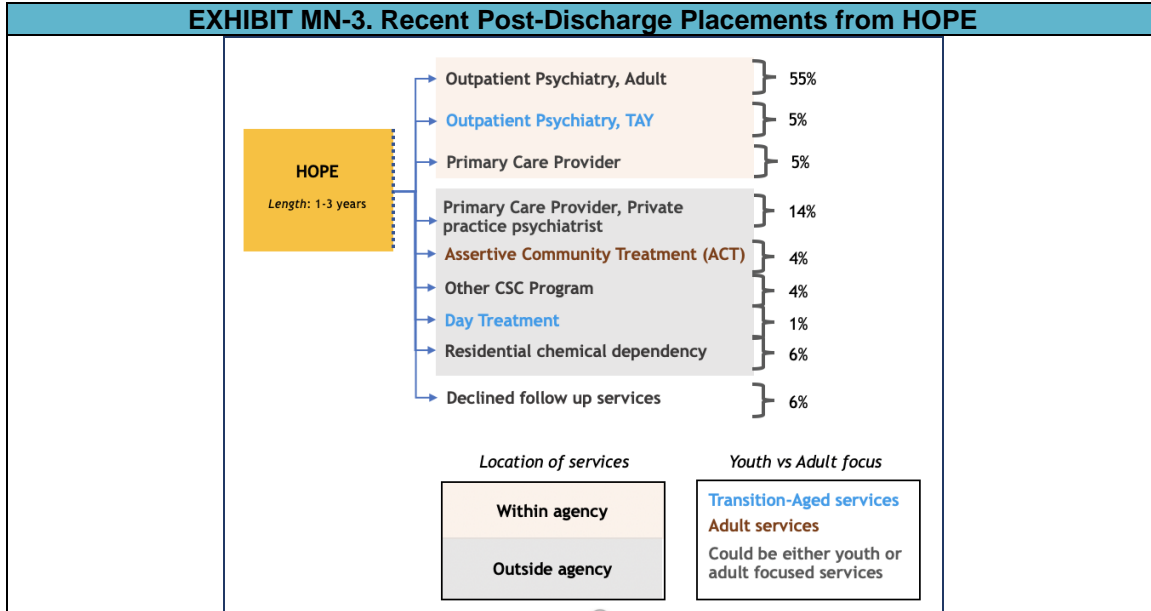 EXHIBIT MN-3. Recent Post-Discharge Placements from HOPE
HOPE
Length: 1-3 years
Outpatient Psychiatry, Adult
55%
Outpatient Psychiatry, TAY
5%
Primary Care Provider
5%
Primary Care Provider, Private
practice psychiatrist
14%
Assertive Community Treatment (ACT)
4%
Other CSC Program
4%
Day Treatment
1%
Residential chemical dependency
6%
Declined follow up services
6%
Location of services
Within agency
Outside agency
Youth vs Adult focus
Transition-Aged services
Adult services
Could be either youth or
adult focused services